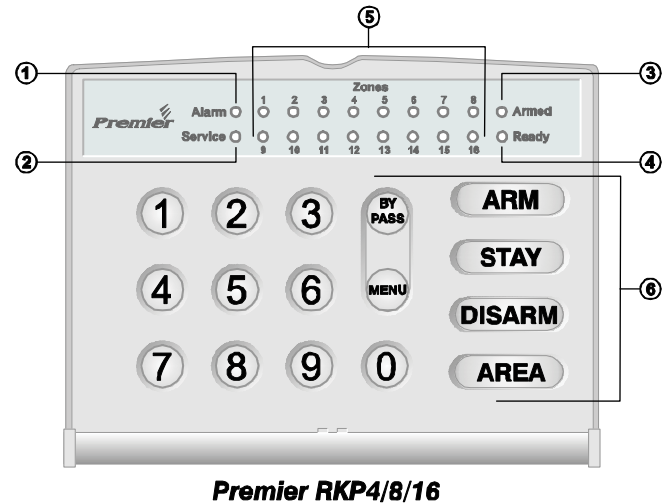 5
1
3
Zones
Alarm 1 2 3 4 5 6 7 8 Armed
Premier
Service 9 10 11 12 13 14 15 16 Ready
2
4
1 2 3 BY PASS ARM
STAY
4 5 6 MENU
6
DISARM
7 8 9 0 AREA
Premier RKP4/8/16